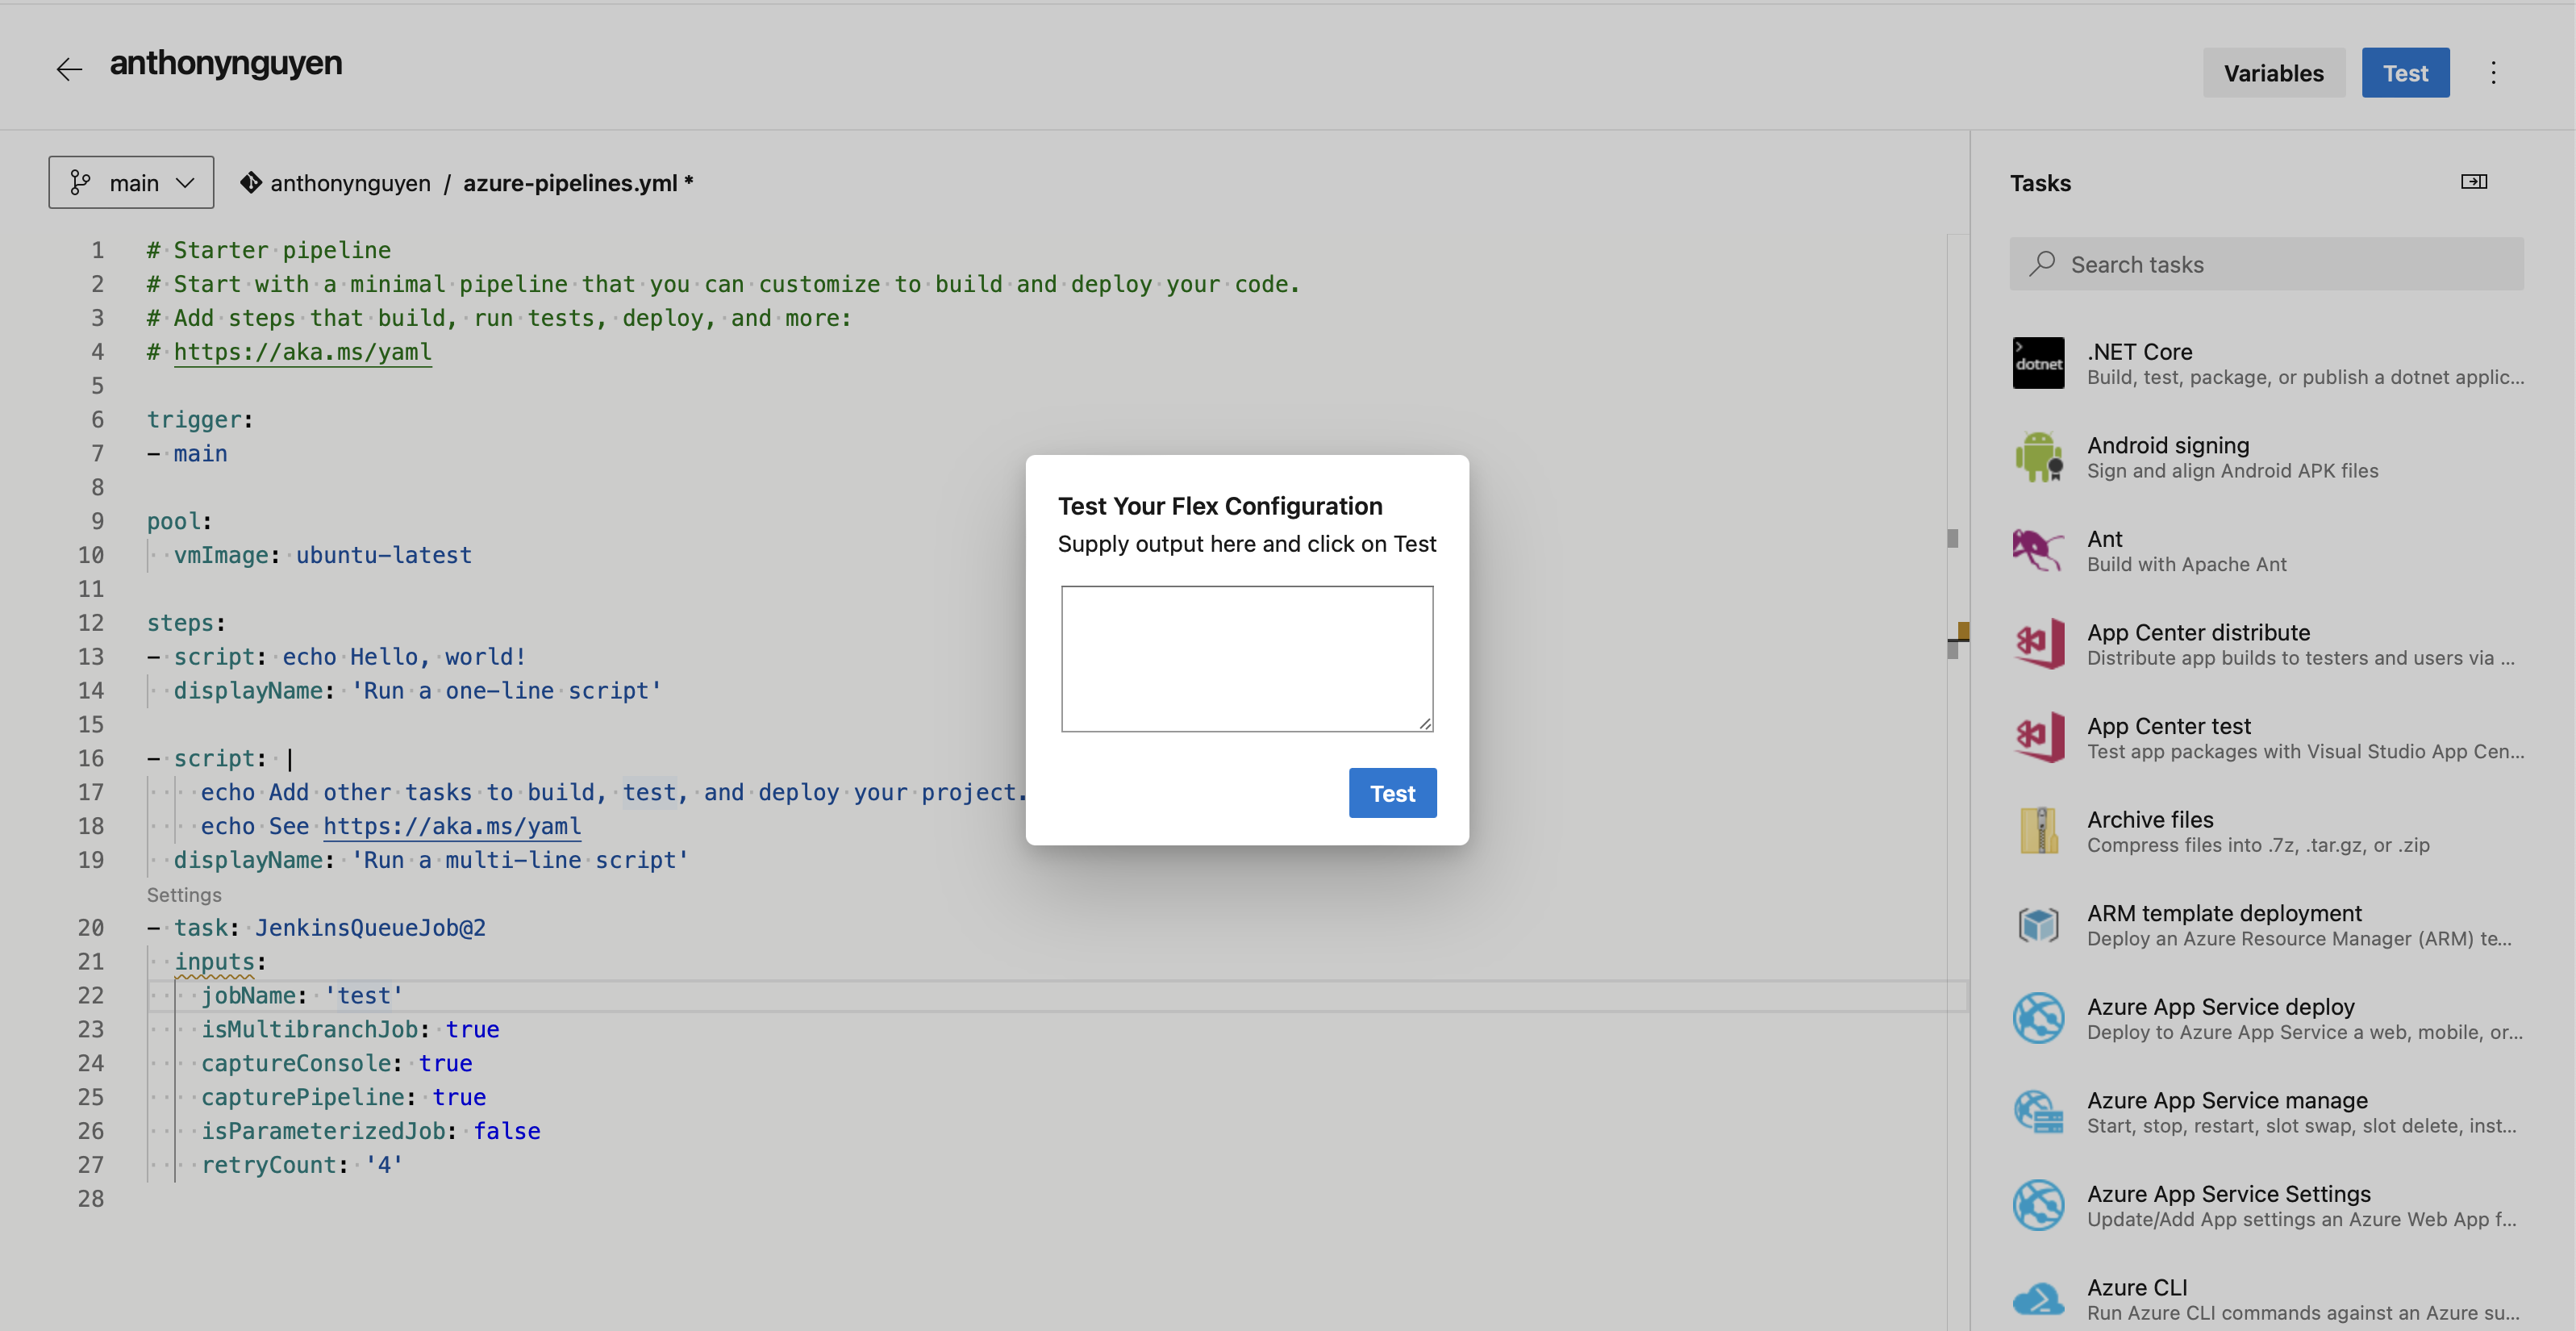 anthonynguyen
Variables
Test
main
anthonynguyen / azure-pipelines.yml *
1 # Starter pipeline
2 # Start with a minimal pipeline that you can customize to build and deploy your code.
3 # Add steps that build, run tests, deploy, and more:
4 # https://aka.ms/yaml
5
6 trigger:
7 - main
8
9 pool:
10 vmImage: ubuntu-latest
11
12 steps:
13 - script: echo Hello, world!
14 displayName: 'Run a one-line script'
15
16 - script: |
17 echo Add other tasks to build, test, and deploy your project.
18 echo See https://aka.ms/yaml
19 displayName: 'Run a multi-line script'
Settings
20 - task: JenkinsQueueJob@2
21 inputs:
22 jobName: 'test'
23 isMultibranchJob: true
24 captureConsole: true
25 capturePipeline: true
26 isParameterizedJob: false
27 retryCount: '4'
28
Test Your Flex Configuration
Supply output here and click on Test
Test
Tasks
Search tasks
dotnet
.NET Core
Build, test, package, or publish a dotnet applic...
Android signing
Sign and align Android APK files
Ant
Build with Apache Ant
App Center distribute
Distribute app builds to testers and users via ...
App Center test
Test app packages with Visual Studio App Cen...
Archive files
Compress files into .7z, .tar.gz, or .zip
ARM template deployment
Deploy an Azure Resource Manager (ARM) te...
Azure App Service deploy
Deploy to Azure App Service a web, mobile, or...
Azure App Service manage
Start, stop, restart, slot swap, slot delete, inst...
Azure App Service Settings
Update/Add App settings an Azure Web App f...
Azure CLI
Run Azure CLI commands against an Azure su...